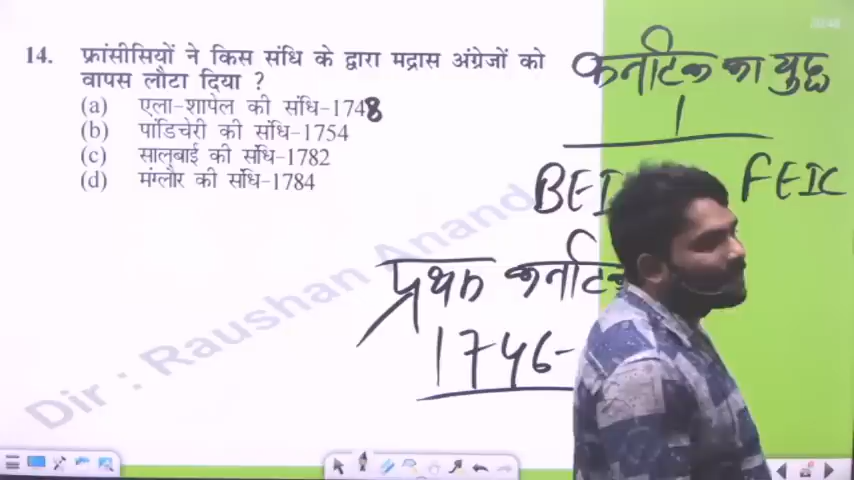 14. फ्रांसीसियों ने किस संधि के द्वारा मद्रास अंग्रेजों को
वापस लौटा दिया ?
(a) एला-शापेल की संधि-1748
(b) पांडिचेरी की संधि-1754
(c) सालबाई की संधि-1782
(d) मंग्लौर की संधि-1784
कर्नाटक का युद्ध
BEI FEIC
प्रथम कर्नाटक
1746-
Dir : Raushan Anand